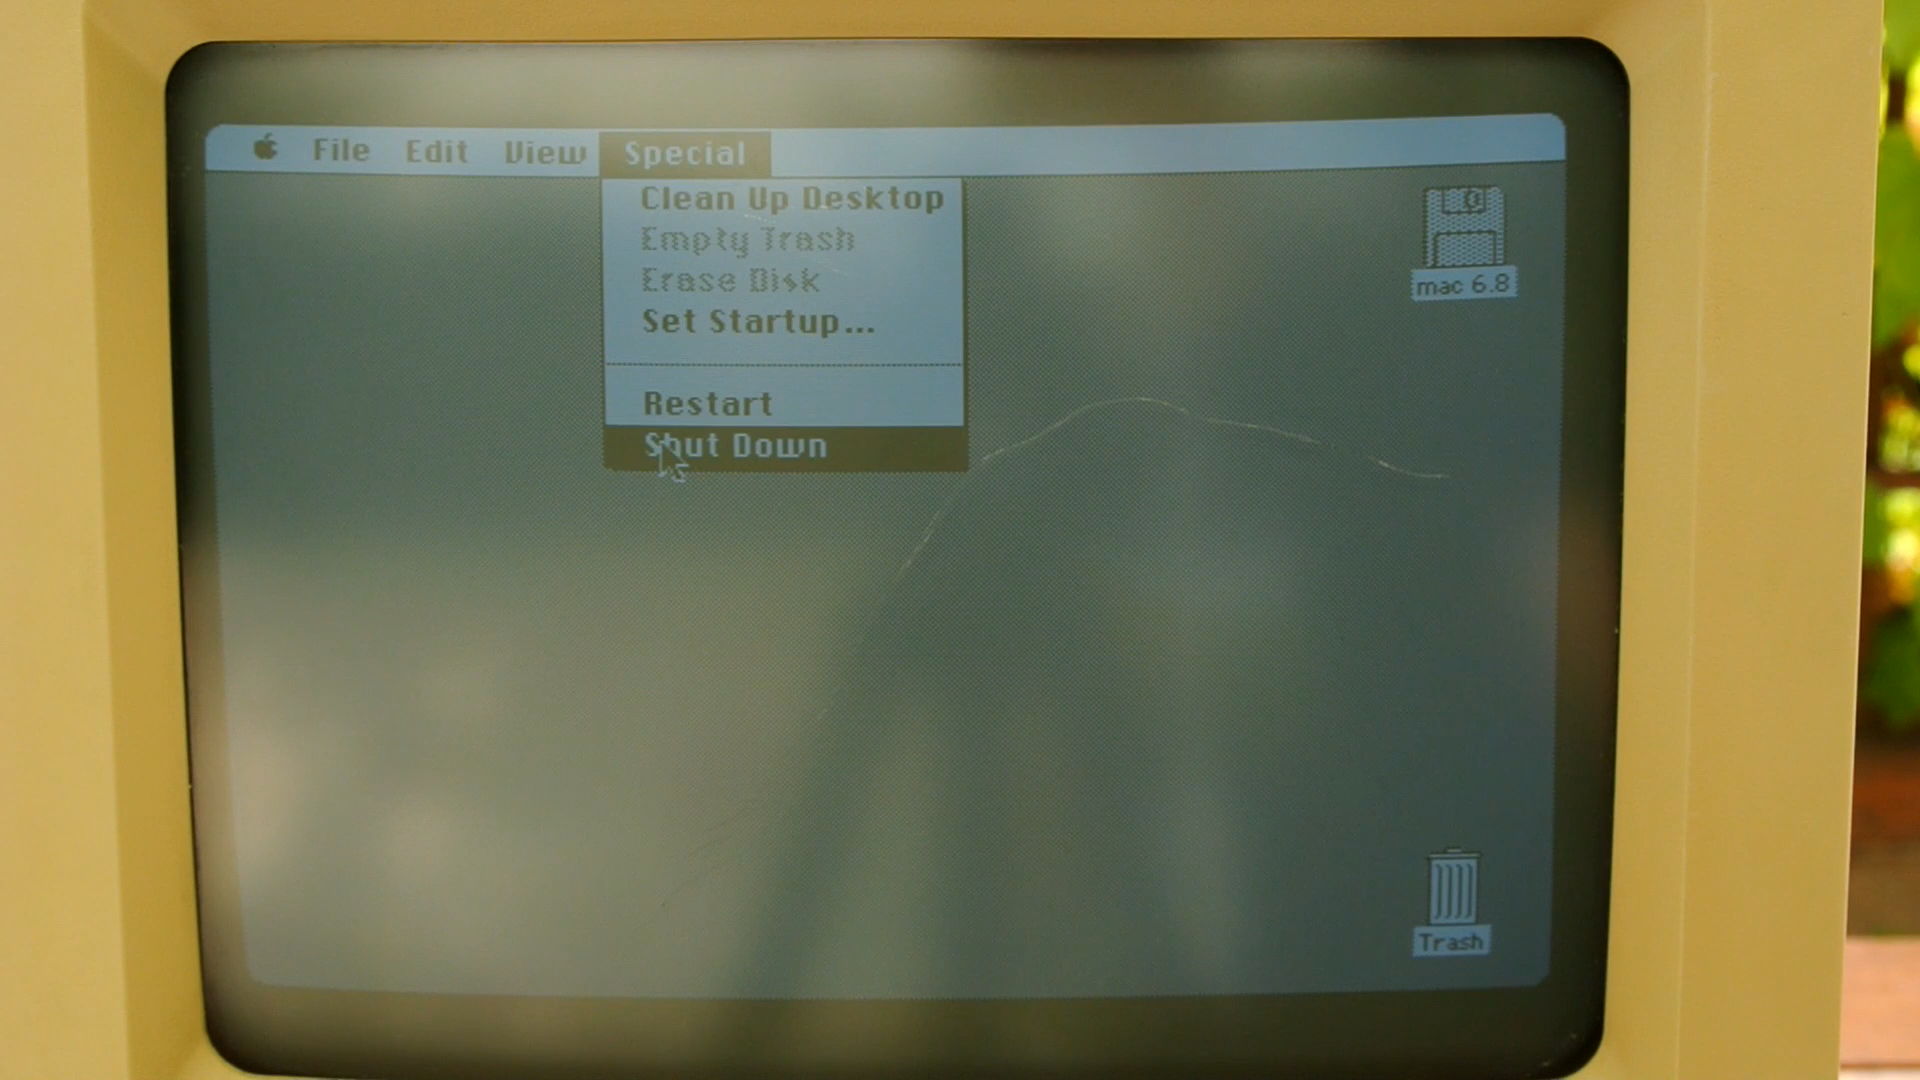 File Edit View Special
Clean Up Desktop
Empty Trash
Erase Disk
Set Startup...
Restart
Shut Down
mac 6.8
Trash